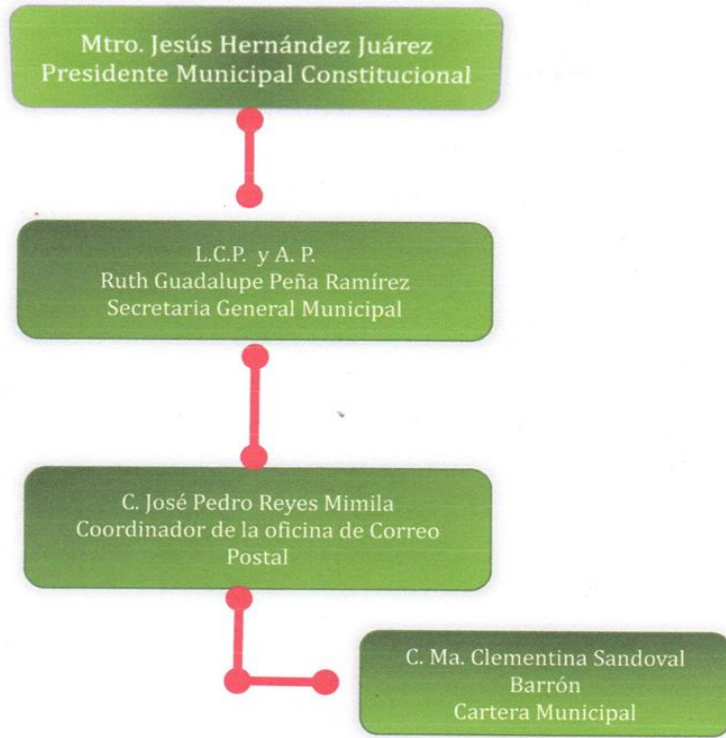 Mtro. Jesús Hernández Juárez
Presidente Municipal Constitucional
L.C.P. y A. P.
Ruth Guadalupe Peña Ramírez
Secretaria General Municipal
C. José Pedro Reyes Mimila
Coordinador de la oficina de Correo
Postal
C. Ma. Clementina Sandoval
Barrón
Cartera Municipal